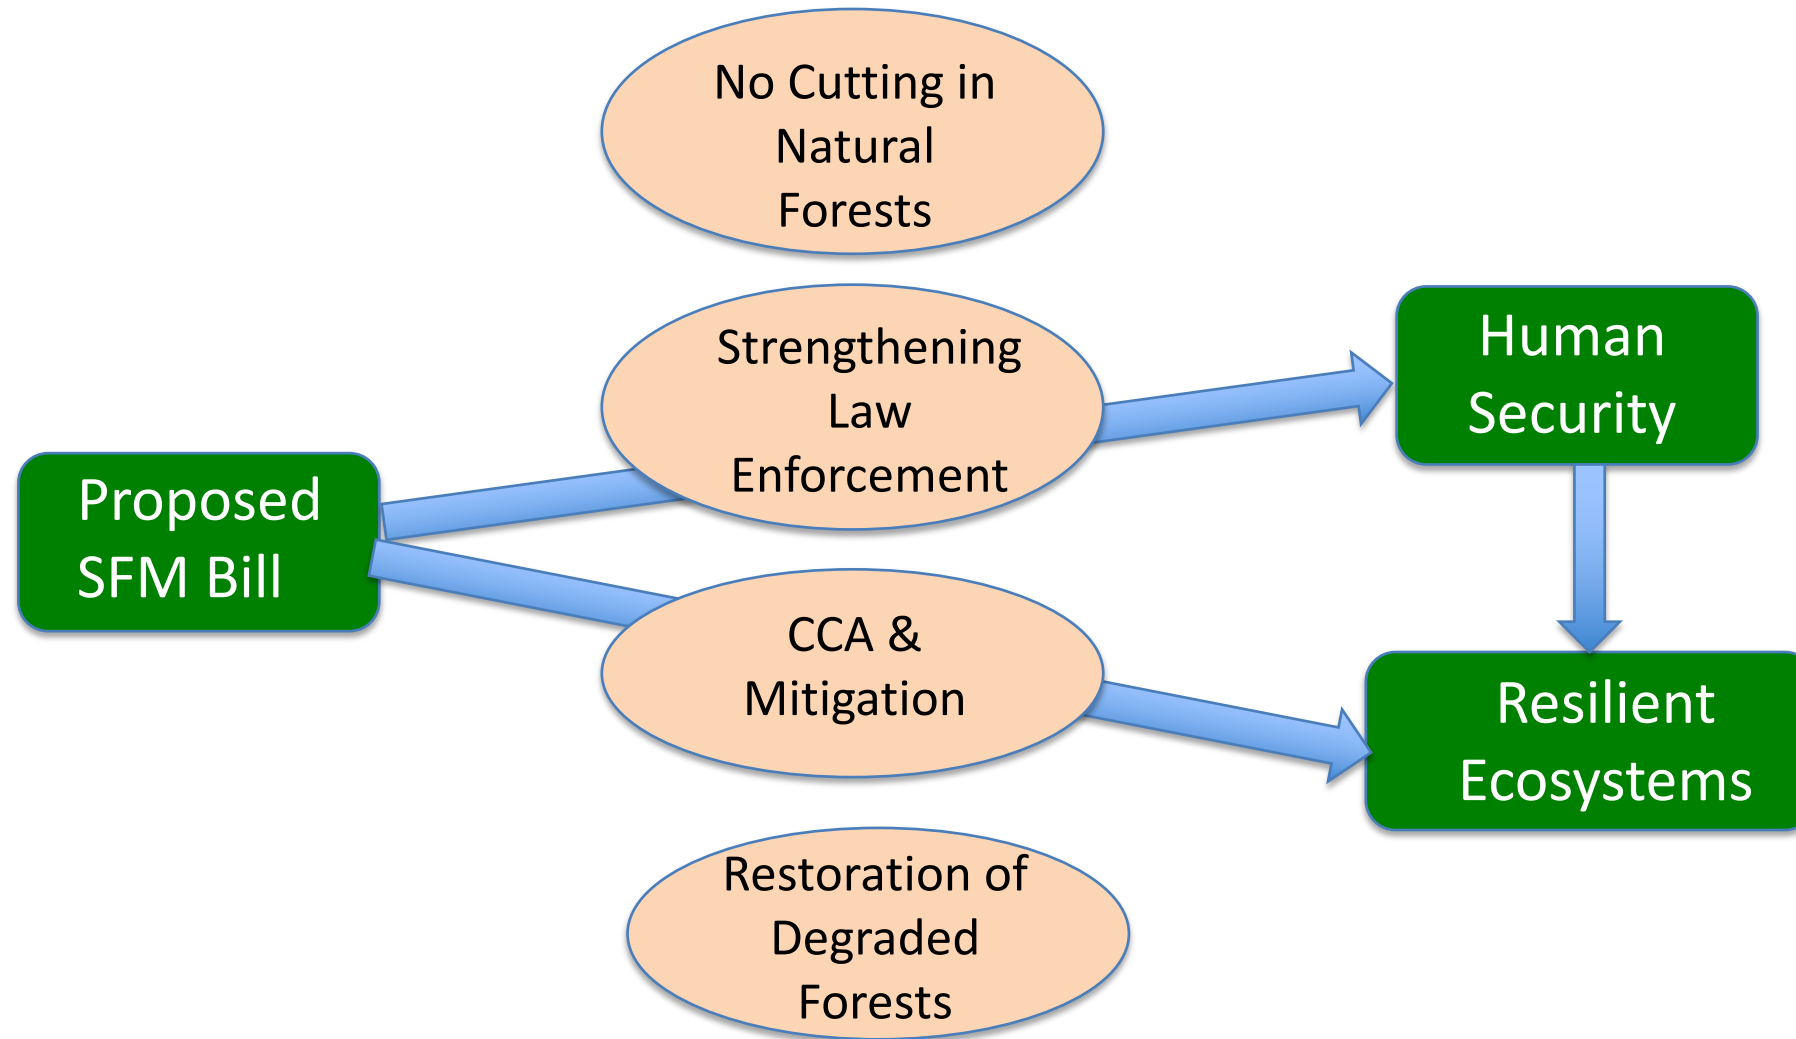 No Cutting in
Natural
Forests
Strengthening
Law
Enforcement
Human
Security
Proposed
SFM Bill
CCA &
Mitigation
Resilient
Ecosystems
Restoration of
Degraded
Forests